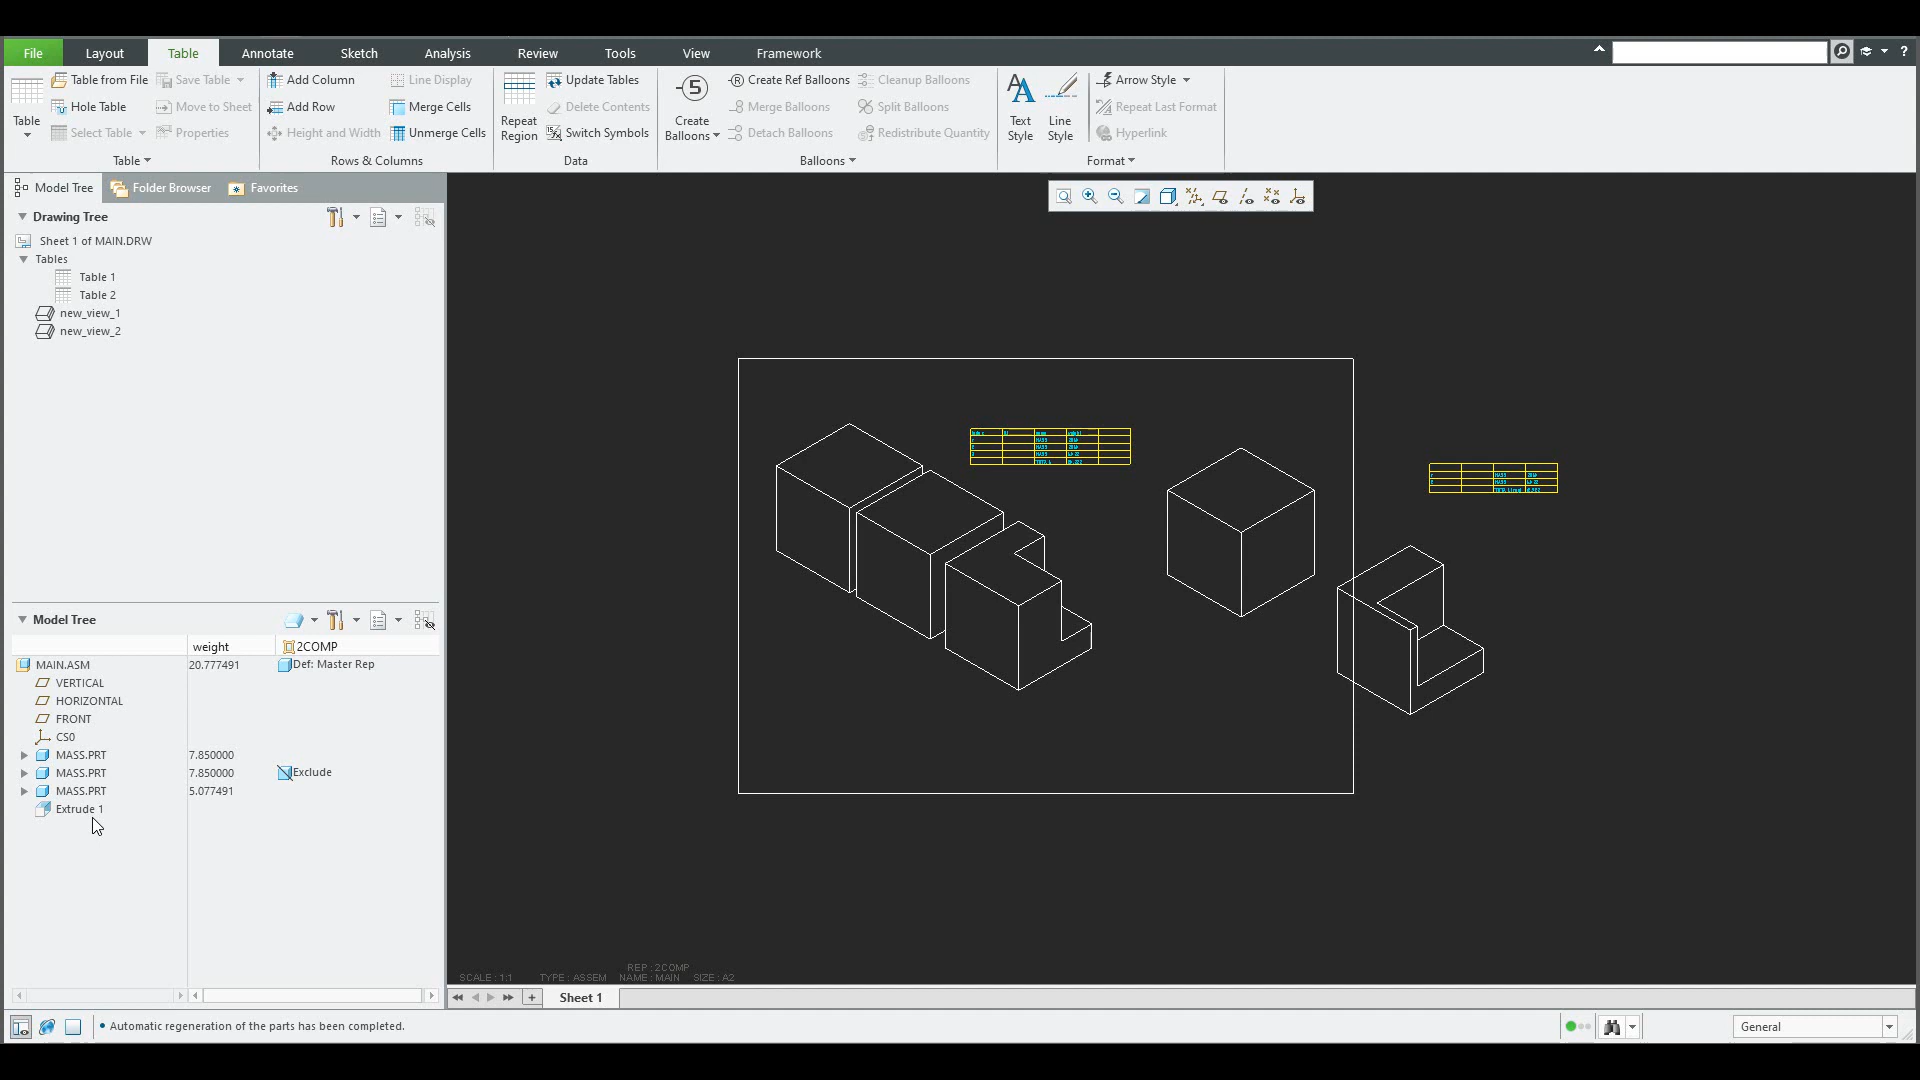 File Layout Table Annotate Sketch Analysis Review Tools View Framework ?
Table from File Save Table Add Column Line Display Update Tables Create Ref Balloons Cleanup Balloons Arrow Style
Hole Table Move to Sheet Add Row Merge Cells Delete Contents Merge Balloons Split Balloons Repeat Last Format
Table Repeat Region Create Balloons Text Style Line Style
Select Table Properties Height and Width Unmerge Cells Switch Symbols Detach Balloons Redistribute Quantity Hyperlink
Table Rows & Columns Data Balloons Format
Model Tree Folder Browser Favorites
Drawing Tree
Sheet 1 of MAIN.DRW
Tables
Table 1
Table 2
new_view_1
new_view_2
Model Tree
weight 2COMP
MAIN.ASM 20.777491 Def: Master Rep
VERTICAL
HORIZONTAL
FRONT
CS0
MASS.PRT 7.850000
MASS.PRT 7.850000 Exclude
MASS.PRT 5.077491
Extrude 1
MASS
MASS
MASS
MASS
MASS
REP : 2COMP
SCALE : 1:1 TYPE : ASSEM NAME : MAIN SIZE : A2
Sheet 1
• Automatic regeneration of the parts has been completed.
General